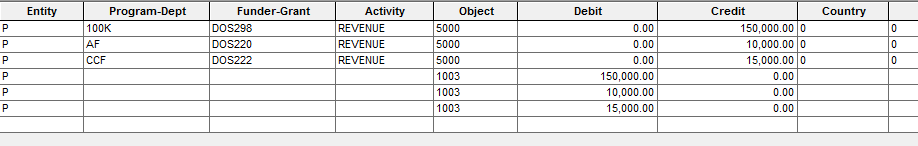 Entity Program-Dept Funder-Grant Activity Object Debit Credit Country
P 100K DOS298 REVENUE 5000 0.00 150,000.00 0 0
P AF DOS220 REVENUE 5000 0.00 10,000.00 0 0
P CCF DOS222 REVENUE 5000 0.00 15,000.00 0 0
P 1003 150,000.00 0.00
P 1003 10,000.00 0.00
P 1003 15,000.00 0.00